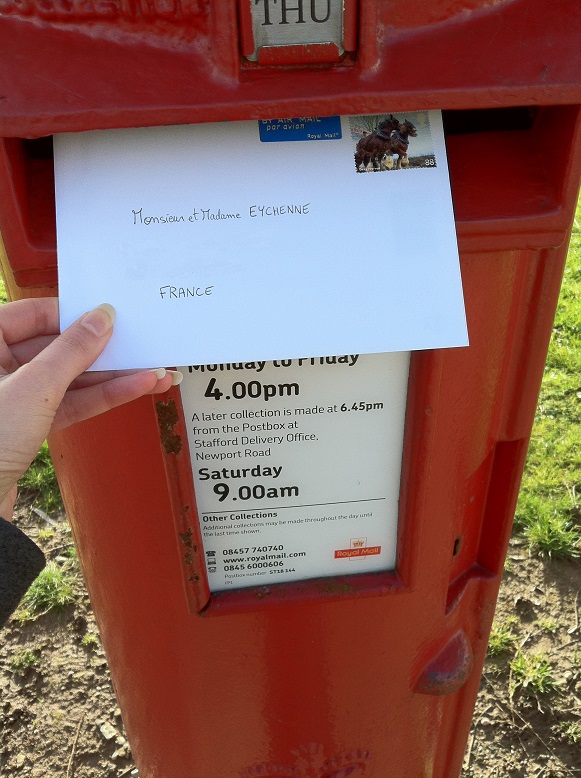 THU
BY AIR MAIL
par avion
Royal Mail
88
Monsieur et Madame EYCHENNE
FRANCE
Monday to Friday
4.00pm
A later collection is made at 6.45pm
from the Postbox at
Stafford Delivery Office,
Newport Road
Saturday
9.00am
Other Collections
Additional collections may be made throughout the day until
the last time shown.
08457 740740
www.royalmail.com
0845 6000606
Postbox number ST18 164
Royal Mail